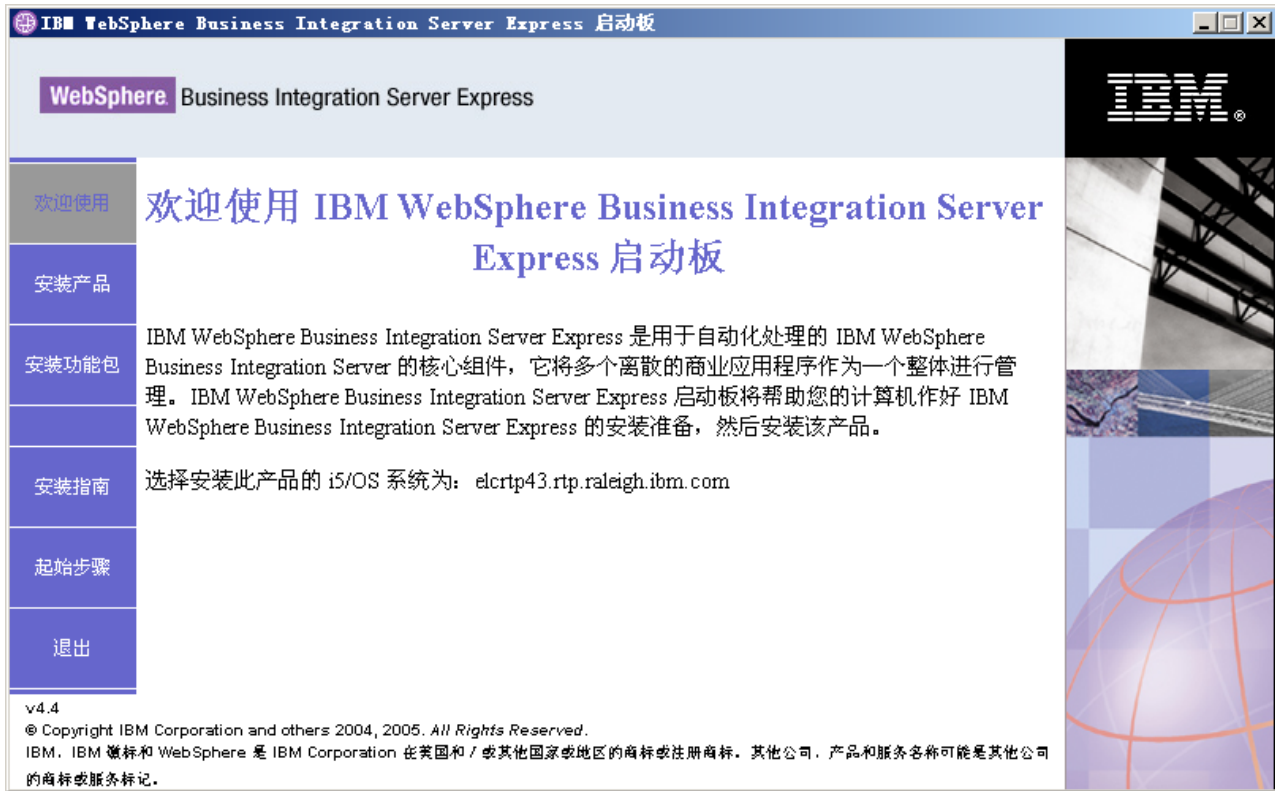 IBM WebSphere Business Integration Server Express 启动板
WebSphere. Business Integration Server Express
IBM®
欢迎使用
安装产品
安装功能包
安装指南
起始步骤
退出
欢迎使用 IBM WebSphere Business Integration Server
Express 启动板
IBM WebSphere Business Integration Server Express 是用于自动化处理的 IBM WebSphere
Business Integration Server 的核心组件，它将多个离散的商业应用程序作为一个整体进行管
理。IBM WebSphere Business Integration Server Express 启动板将帮助您的计算机作好 IBM
WebSphere Business Integration Server Express 的安装准备，然后安装该产品。
选择安装此产品的 i5/OS 系统为：elcrtp43.rtp.raleigh.ibm.com
v4.4
© Copyright IBM Corporation and others 2004, 2005. All Rights Reserved.
IBM、IBM 徽标和 WebSphere 是 IBM Corporation 在美国和 / 或其他国家或地区的商标或注册商标。其他公司、产品和服务名称可能是其他公司
的商标或服务标记。